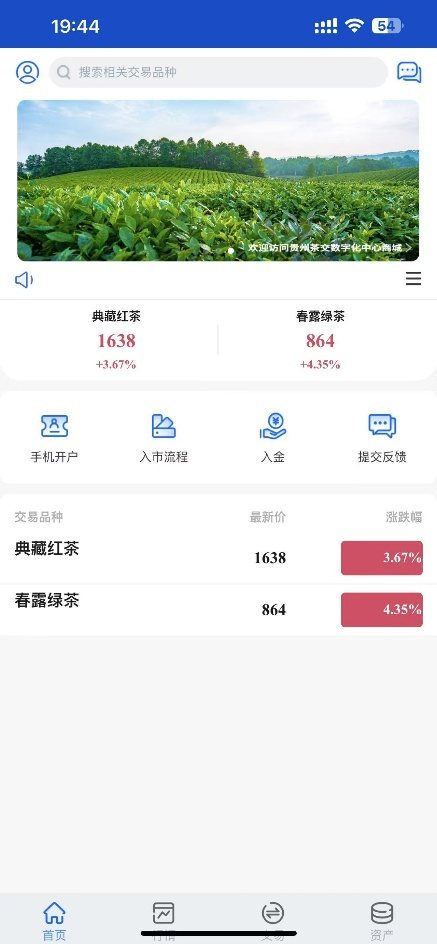 19:44
54
搜索相关交易品种
欢迎访问贵州茶交数字化中心商城
典藏红茶 春露绿茶
1638 864
+3.67% +4.35%
手机开户 入市流程 入金 提交反馈
交易品种 最新价 涨跌幅
典藏红茶 1638 3.67%
春露绿茶 864 4.35%
首页 行情 交易 资产